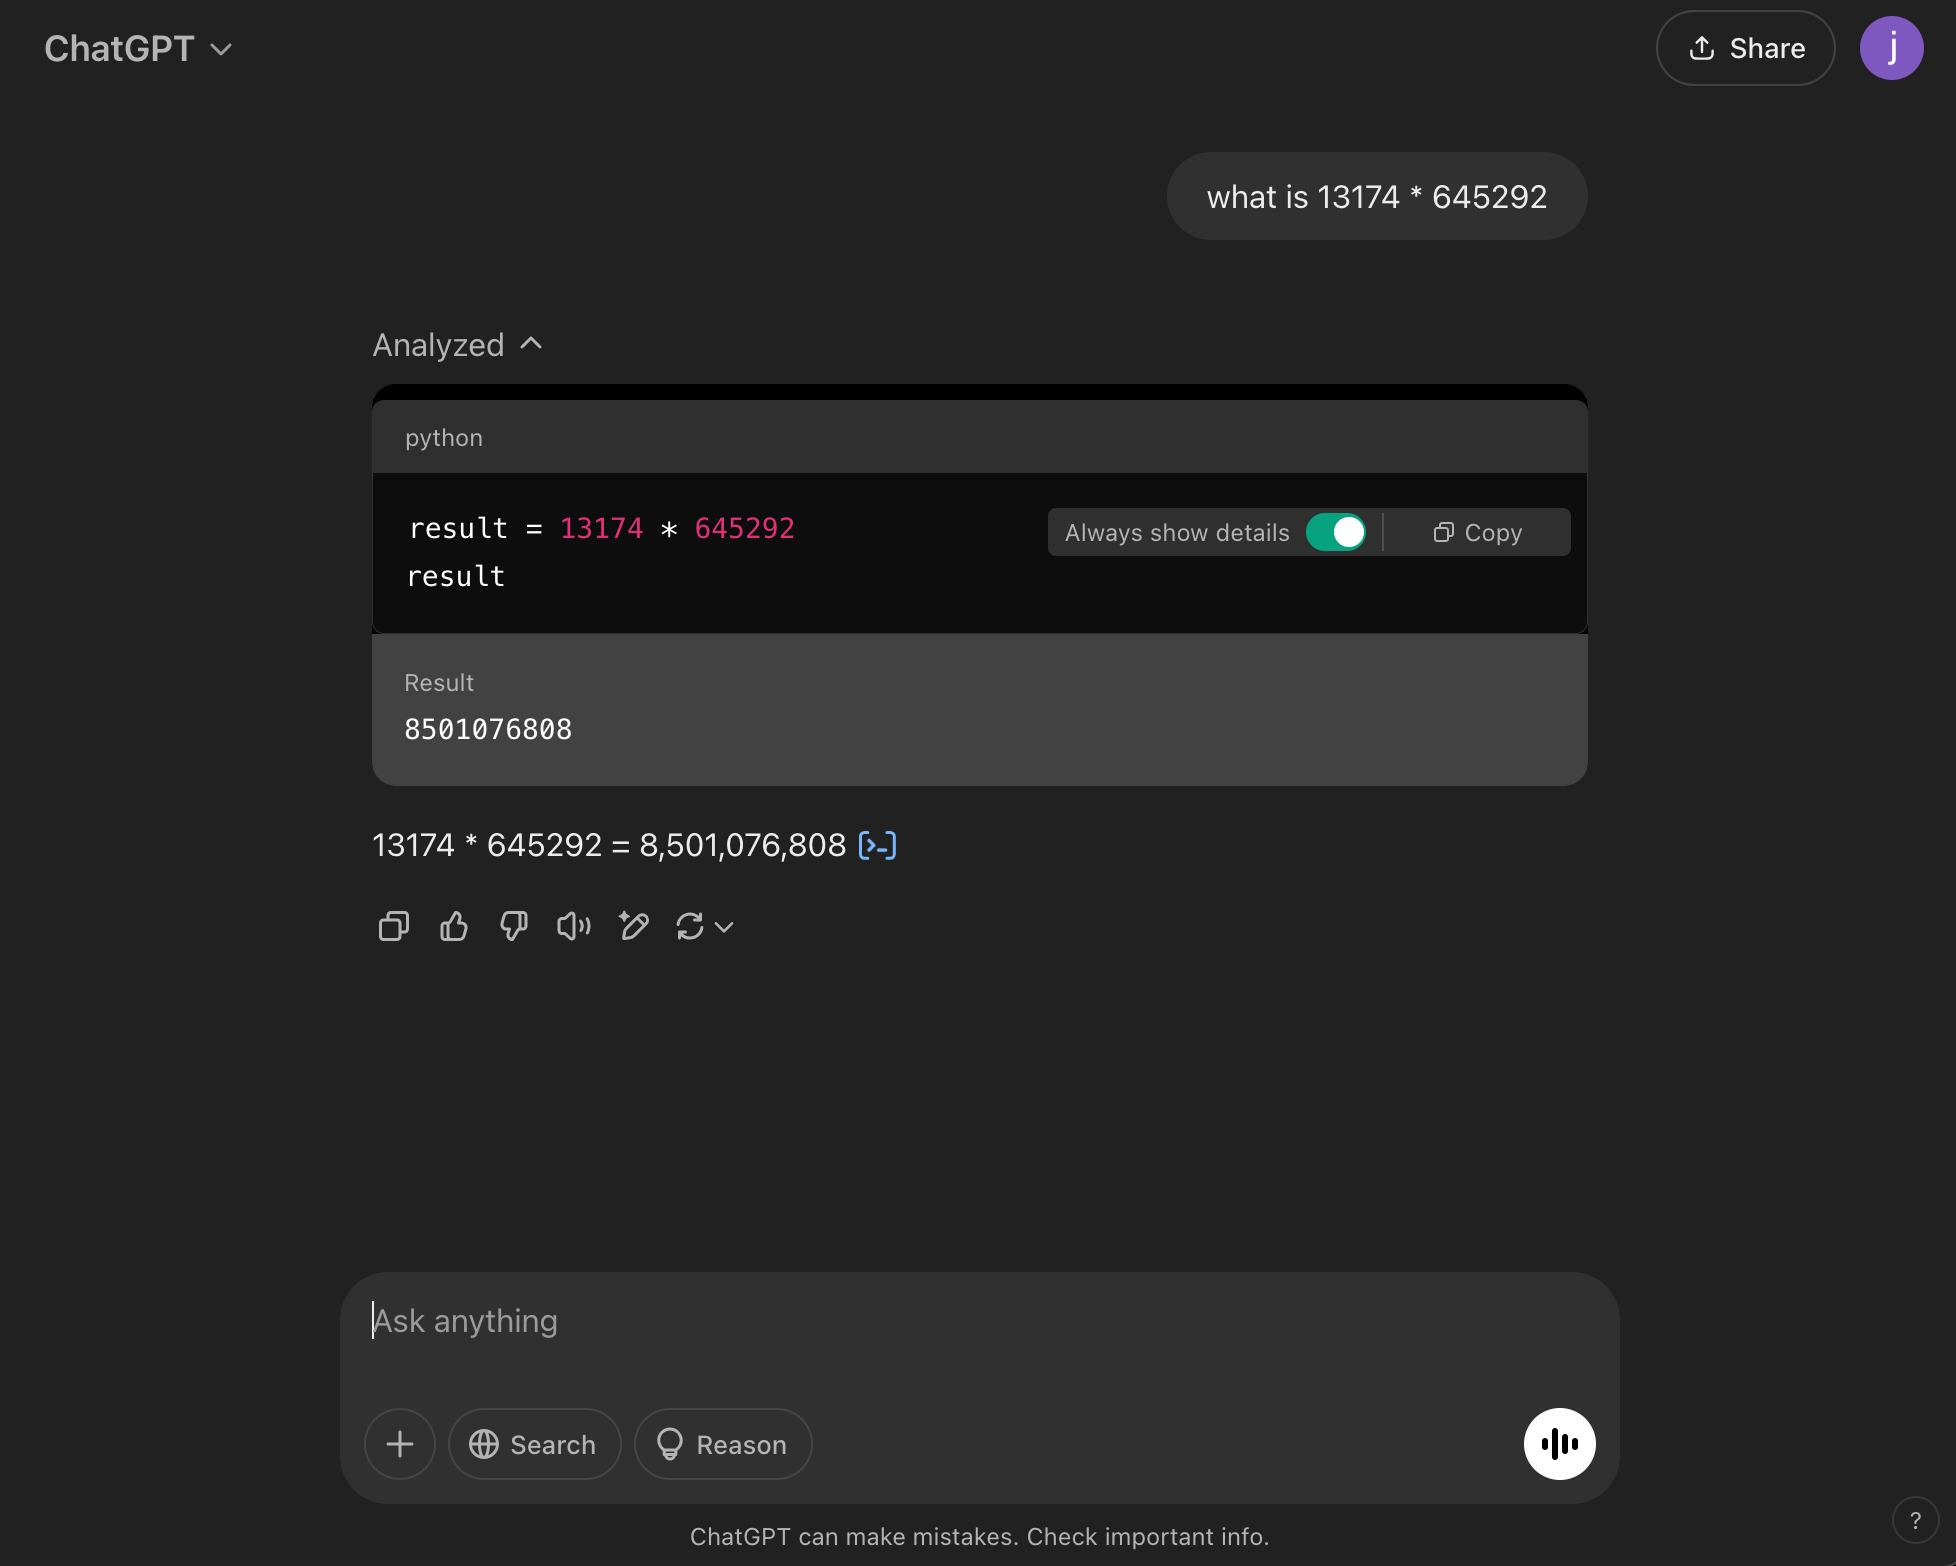 ChatGPT
Share
j
what is 13174 * 645292
Analyzed
python
result = 13174 * 645292
Always show details
Copy
result
Result
8501076808
13174 * 645292 = 8,501,076,808
Ask anything
Search
Reason
ChatGPT can make mistakes. Check important info.
?